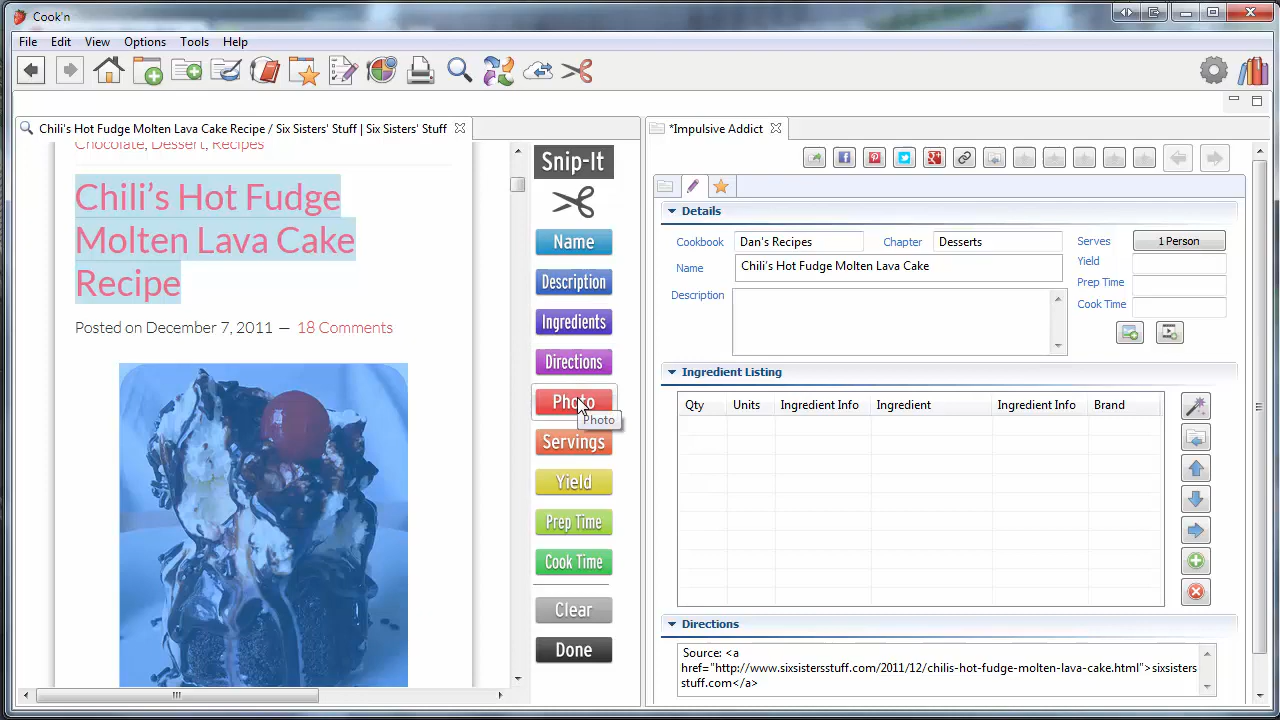 Cook'n
File Edit View Options Tools Help
Chili's Hot Fudge Molten Lava Cake Recipe / Six Sisters' Stuff | Six Sisters' Stuff
Chocolate, Dessert, Recipes
Chili's Hot Fudge
Molten Lava Cake
Recipe
Posted on December 7, 2011 — 18 Comments
Snip-It
Name
Description
Ingredients
Directions
Photo
Photo
Servings
Yield
Prep Time
Cook Time
Clear
Done
*Impulsive Addict
Details
Cookbook Dan's Recipes Chapter Desserts Serves 1 Person
Name Chili's Hot Fudge Molten Lava Cake Yield
Description Prep Time
Cook Time
Ingredient Listing
Qty Units Ingredient Info Ingredient Ingredient Info Brand
Directions
Source: <a
href="http://www.sixsistersstuff.com/2011/12/chilis-hot-fudge-molten-lava-cake.html">sixsisters
stuff.com</a>